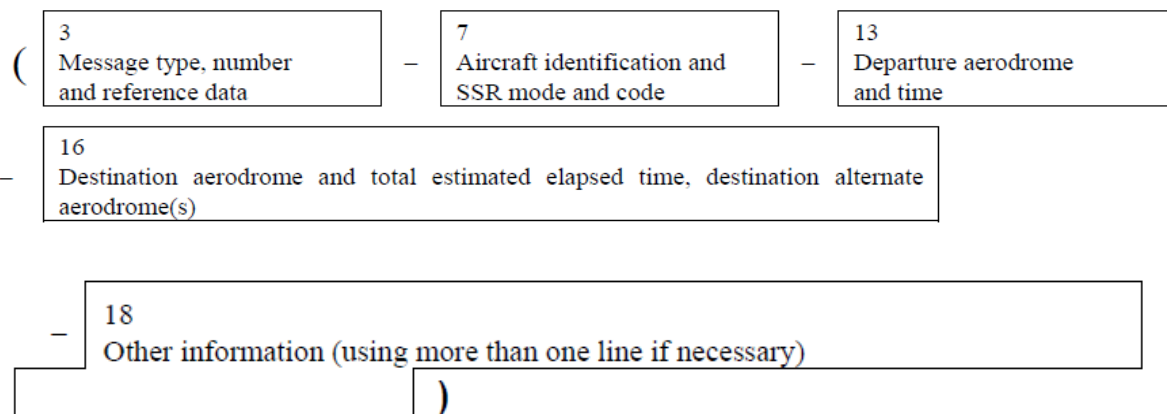 3 7 13
( Message type, number – Aircraft identification and – Departure aerodrome
and reference data SSR mode and code and time
16
– Destination aerodrome and total estimated elapsed time, destination alternate
aerodrome(s)
18
– Other information (using more than one line if necessary)
)